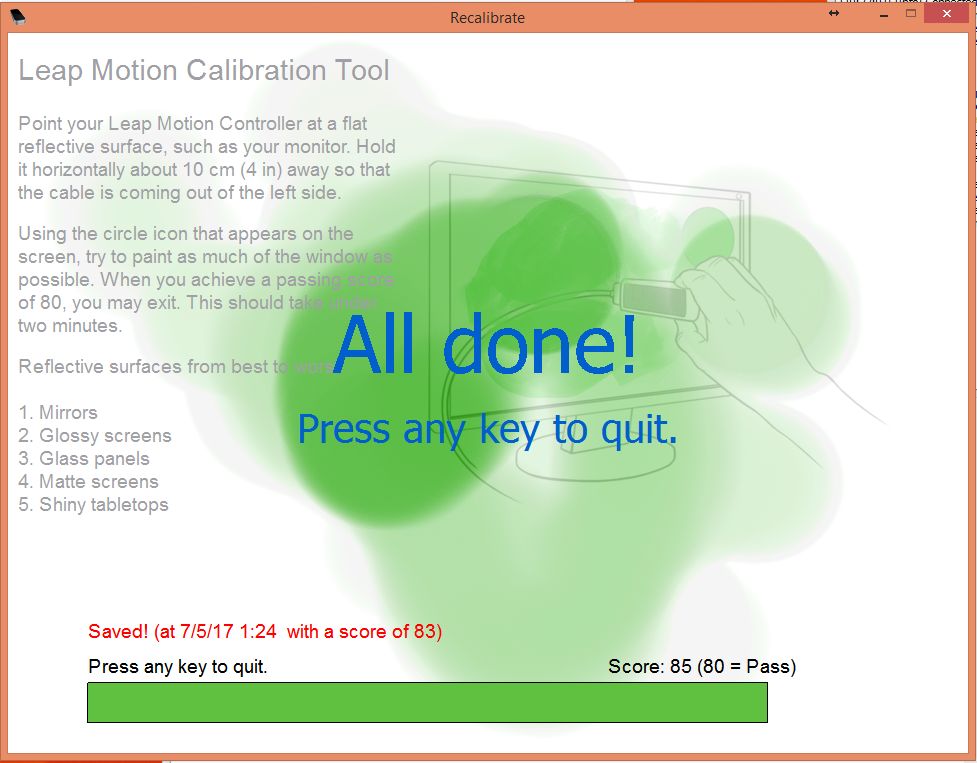 Recalibrate
Leap Motion Calibration Tool
Point your Leap Motion Controller at a flat
reflective surface, such as your monitor. Hold
it horizontally about 10 cm (4 in) away so that
the cable is coming out of the left side.
Using the circle icon that appears on the
screen, try to paint as much of the window as
possible. When you achieve a passing score
of 80, you may exit. This should take under
two minutes.
Reflective surfaces from best to
1. Mirrors
2. Glossy screens
3. Glass panels
4. Matte screens
5. Shiny tabletops
All done!
Press any key to quit.
Saved! (at 7/5/17 1:24 with a score of 83)
Press any key to quit.
Score: 85 (80 = Pass)